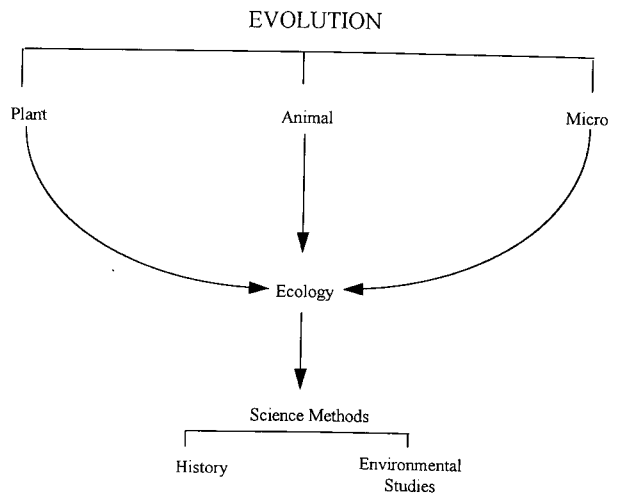 EVOLUTION
Plant
Animal
Micro
Ecology
Science Methods
History
Environmental
Studies